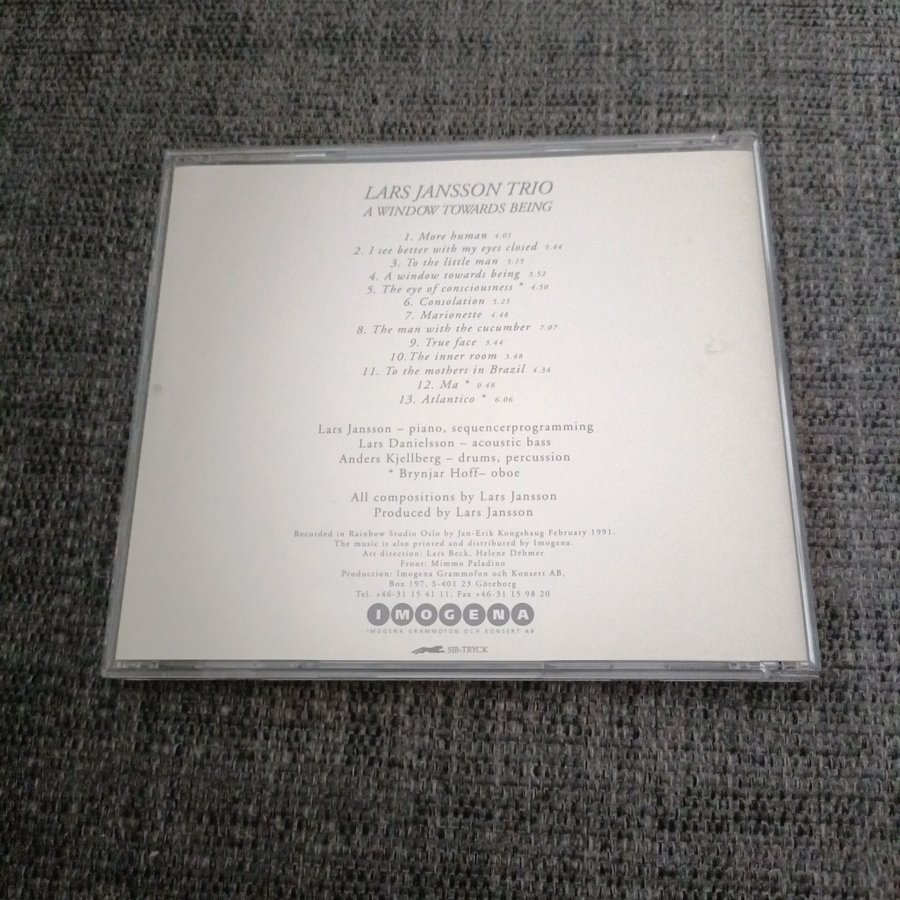 LARS JANSSON TRIO
A WINDOW TOWARDS BEING
1. More human 4.01
2. I see better with my eyes closed 5.44
3. To the little man 5.15
4. A window towards being 3.52
5. The eye of consciousness * 4.50
6. Consolation 5.25
7. Marionette 4.48
8. The man with the cucumber 7.07
9. True face 3.44
10. The inner room 3.48
11. To the mothers in Brazil 4.34
12. Ma * 0.48
13. Atlantico * 6.06
Lars Jansson – piano, sequencerprogramming
Lars Danielsson – acoustic bass
Anders Kjellberg – drums, percussion
* Brynjar Hoff– oboe
All compositions by Lars Jansson
Produced by Lars Jansson
Recorded in Rainbow Studio Oslo by Jan-Erik Kongshaug February 1991.
The music is also printed and distributed by Imogena.
Art direction: Lars Beck, Helene Déhmer
Front: Mimmo Paladino
Production: Imogena Grammofon och Konsert AB,
Box 197, S-401 23 Göteborg
Tel. +46-31 15 41 11, Fax +46-31 15 98 20
IMOGENA
IMOGENA GRAMMOFON OCH KONSERT AB
SIB-TRYCK